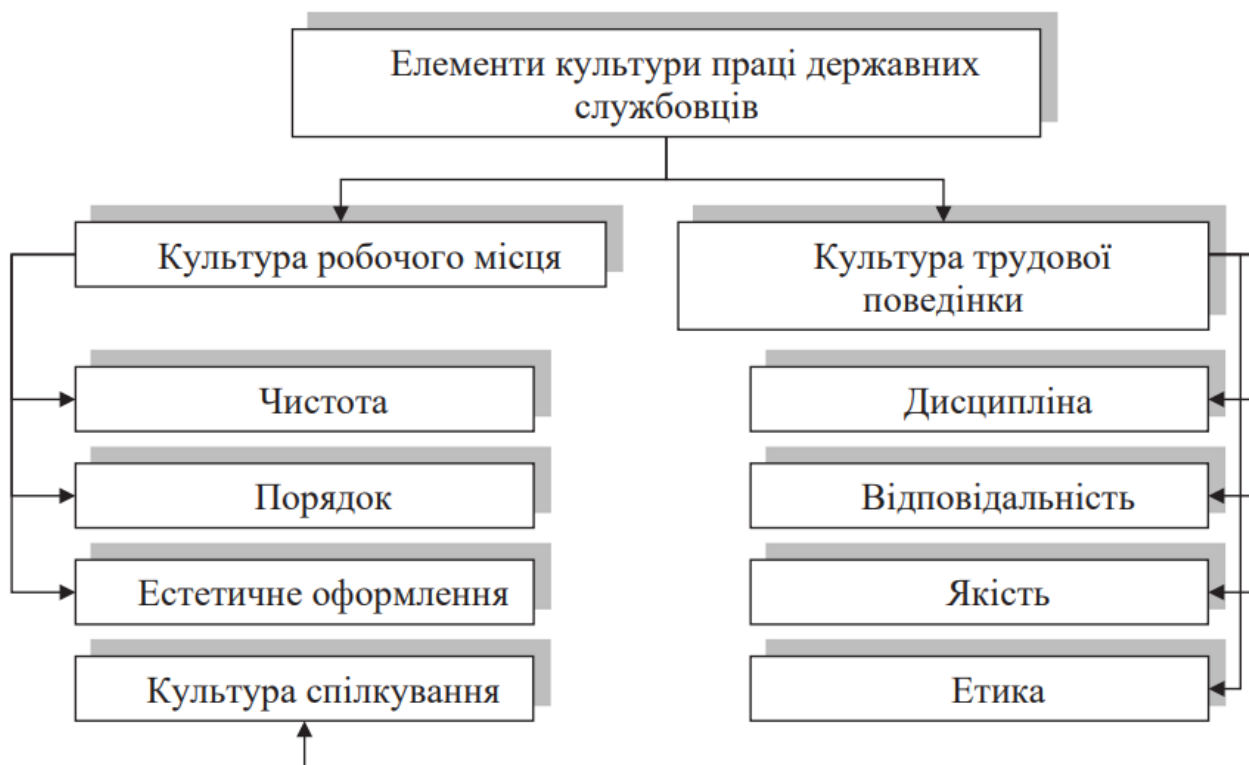 Елементи культури праці державних
службовців
Культура робочого місця
Культура трудової
поведінки
Чистота
Дисципліна
Порядок
Відповідальність
Естетичне оформлення
Якість
Культура спілкування
Етика